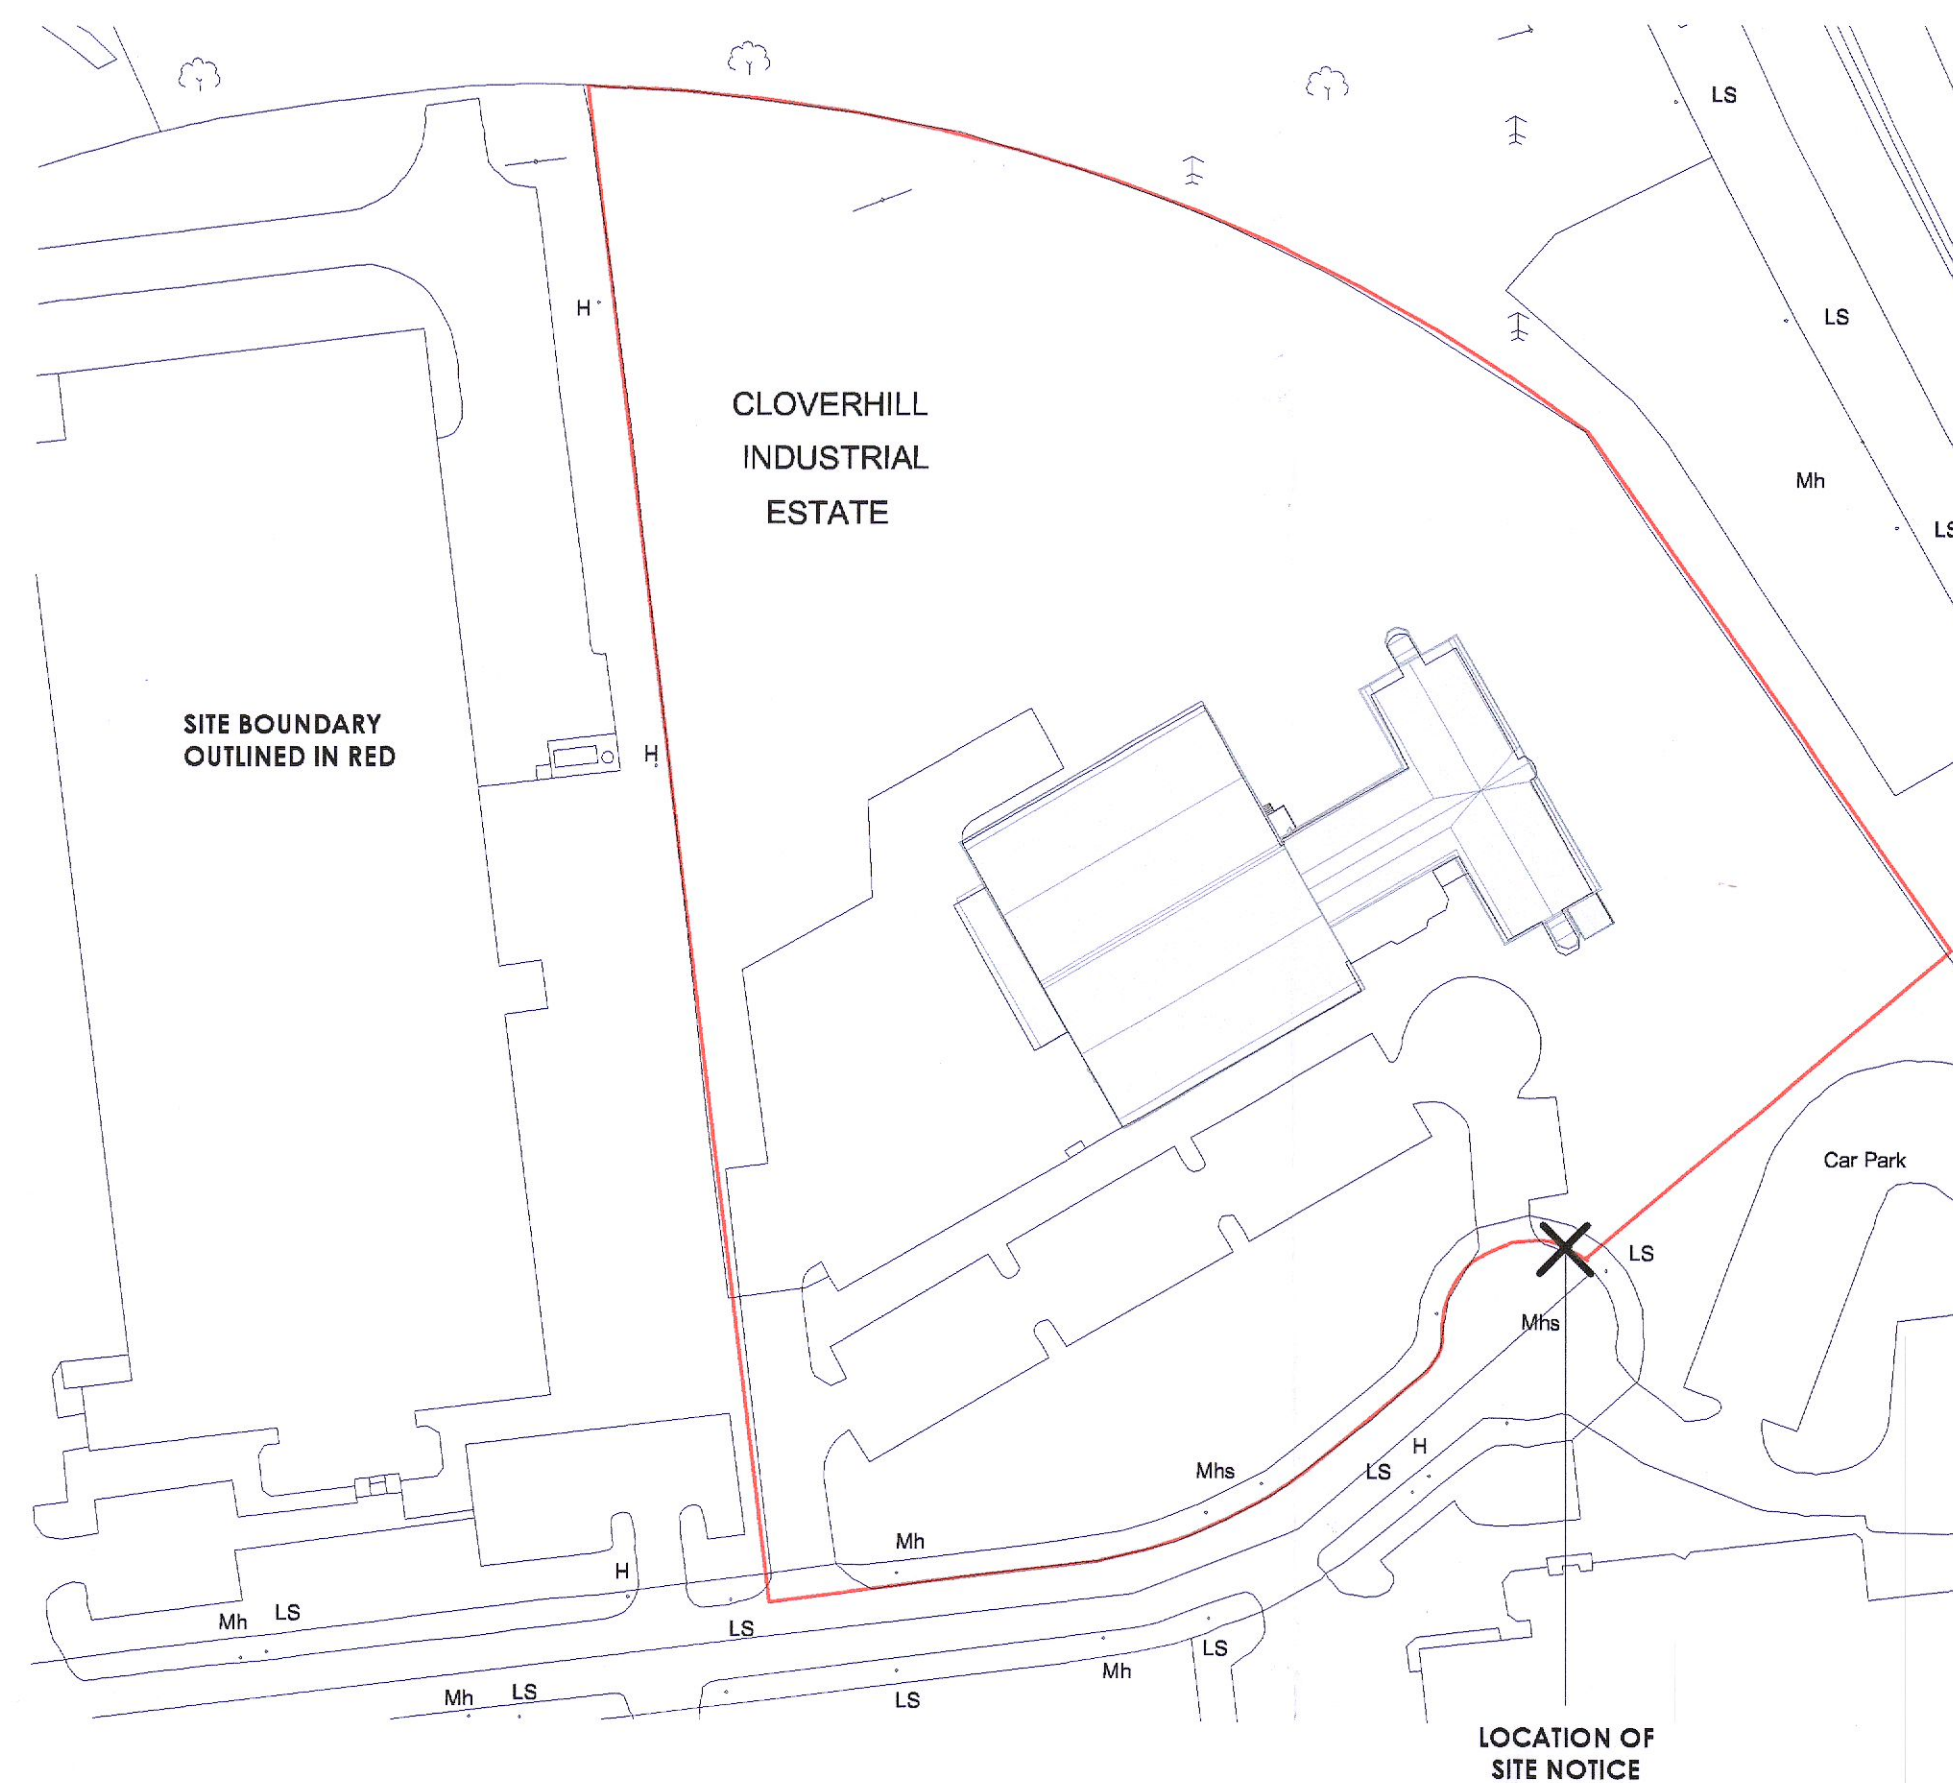 LS
H
LS
CLOVERHILL
INDUSTRIAL
ESTATE
Mh
LS
SITE BOUNDARY
OUTLINED IN RED
H
Car Park
LS
Mhs
H
LS
Mhs
Mh
H
LS
Mh
LS
LS
Mh
LS
Mh
LS
LOCATION OF
SITE NOTICE